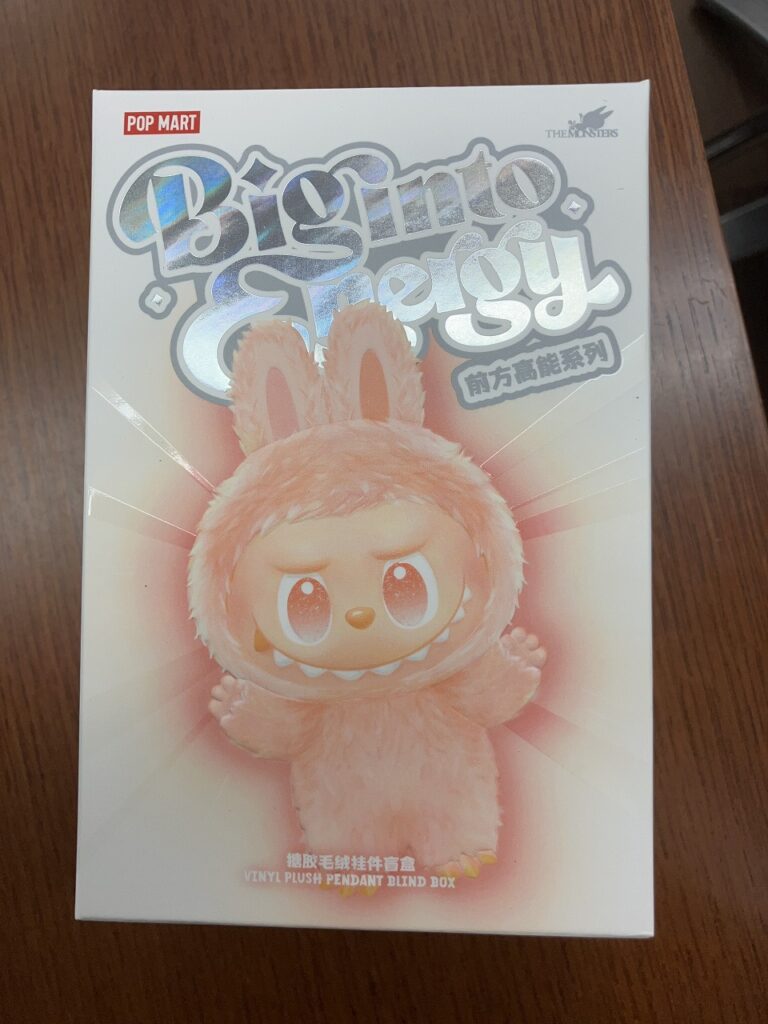 POP MART
THE MONSTERS
Big into
Energy
前方高能系列
搪胶毛绒挂件盲盒
VINYL PLUSH PENDANT BLIND BOX